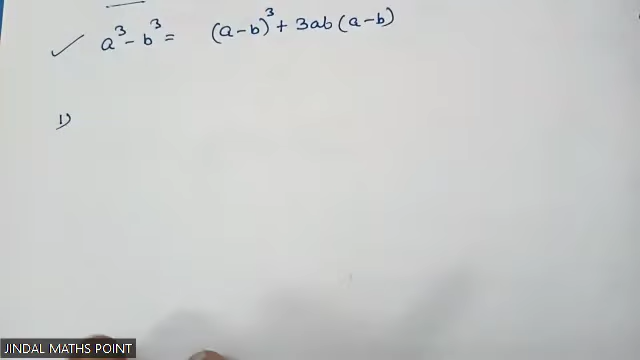 ✓ a³ - b³ = (a-b)³ + 3ab(a-b)
1)
JINDAL MATHS POINT